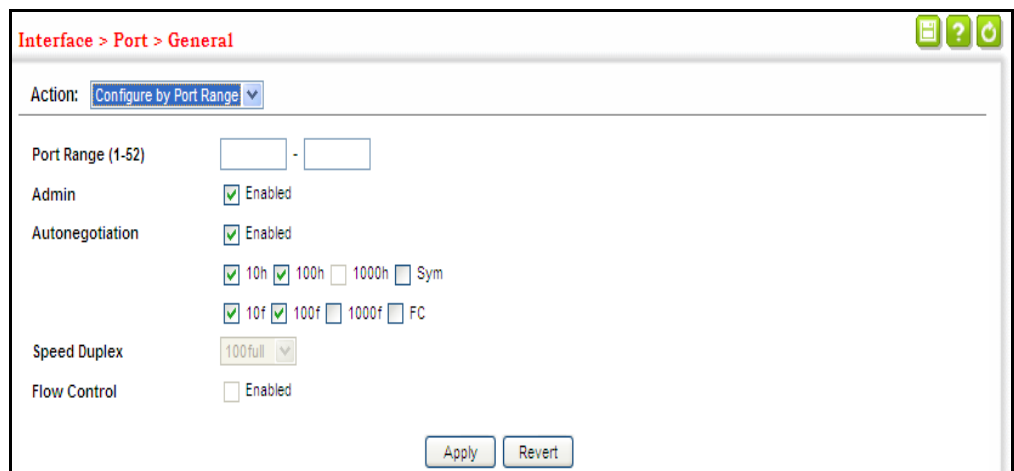 Interface > Port > General
?
Action: Configure by Port Range
Port Range (1-52) -
Admin Enabled
Autonegotiation Enabled
10h 100h 1000h Sym
10f 100f 1000f FC
Speed Duplex 100full
Flow Control Enabled
Apply Revert